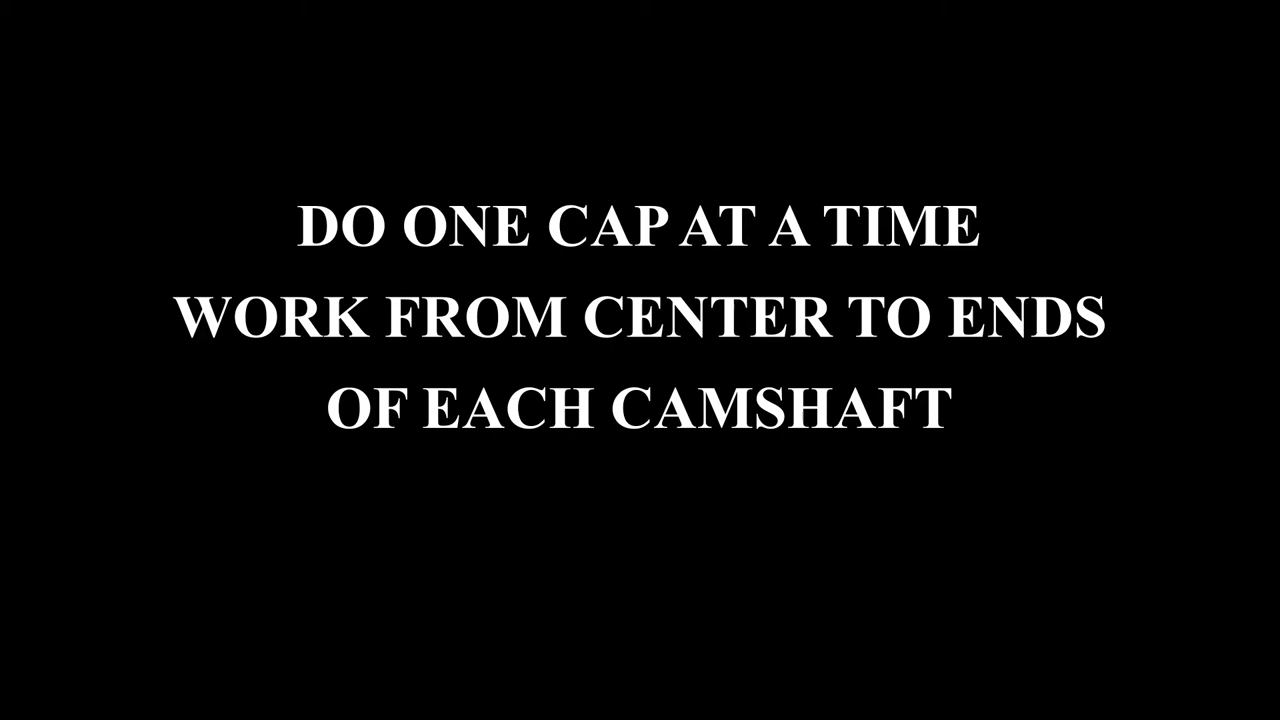 DO ONE CAP AT A TIME
WORK FROM CENTER TO ENDS
OF EACH CAMSHAFT